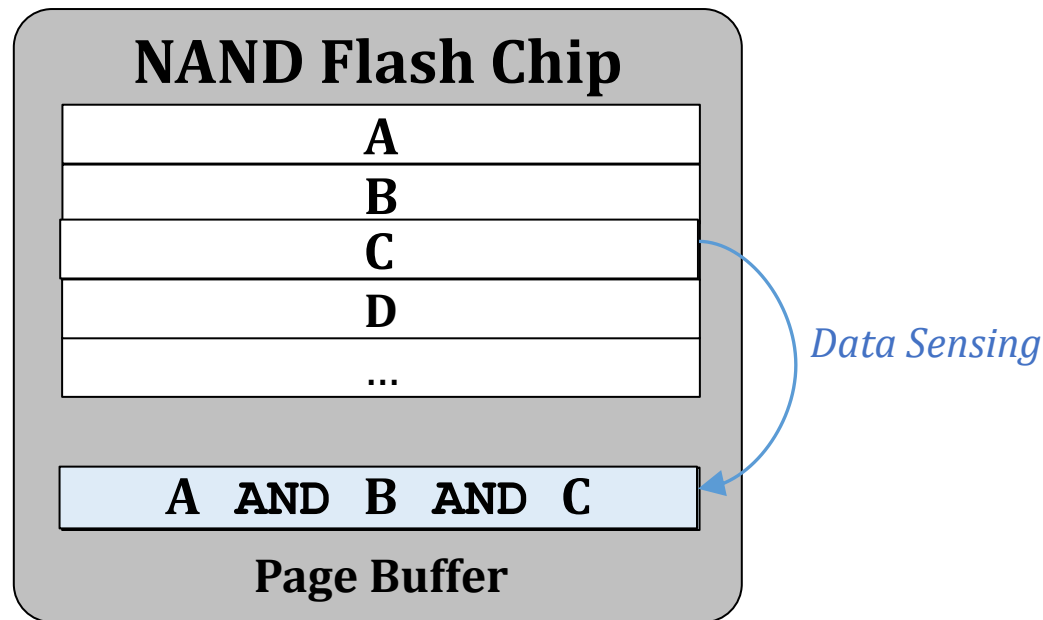 NAND Flash Chip
A
B
C
D
...
Data Sensing
A AND B AND C
Page Buffer